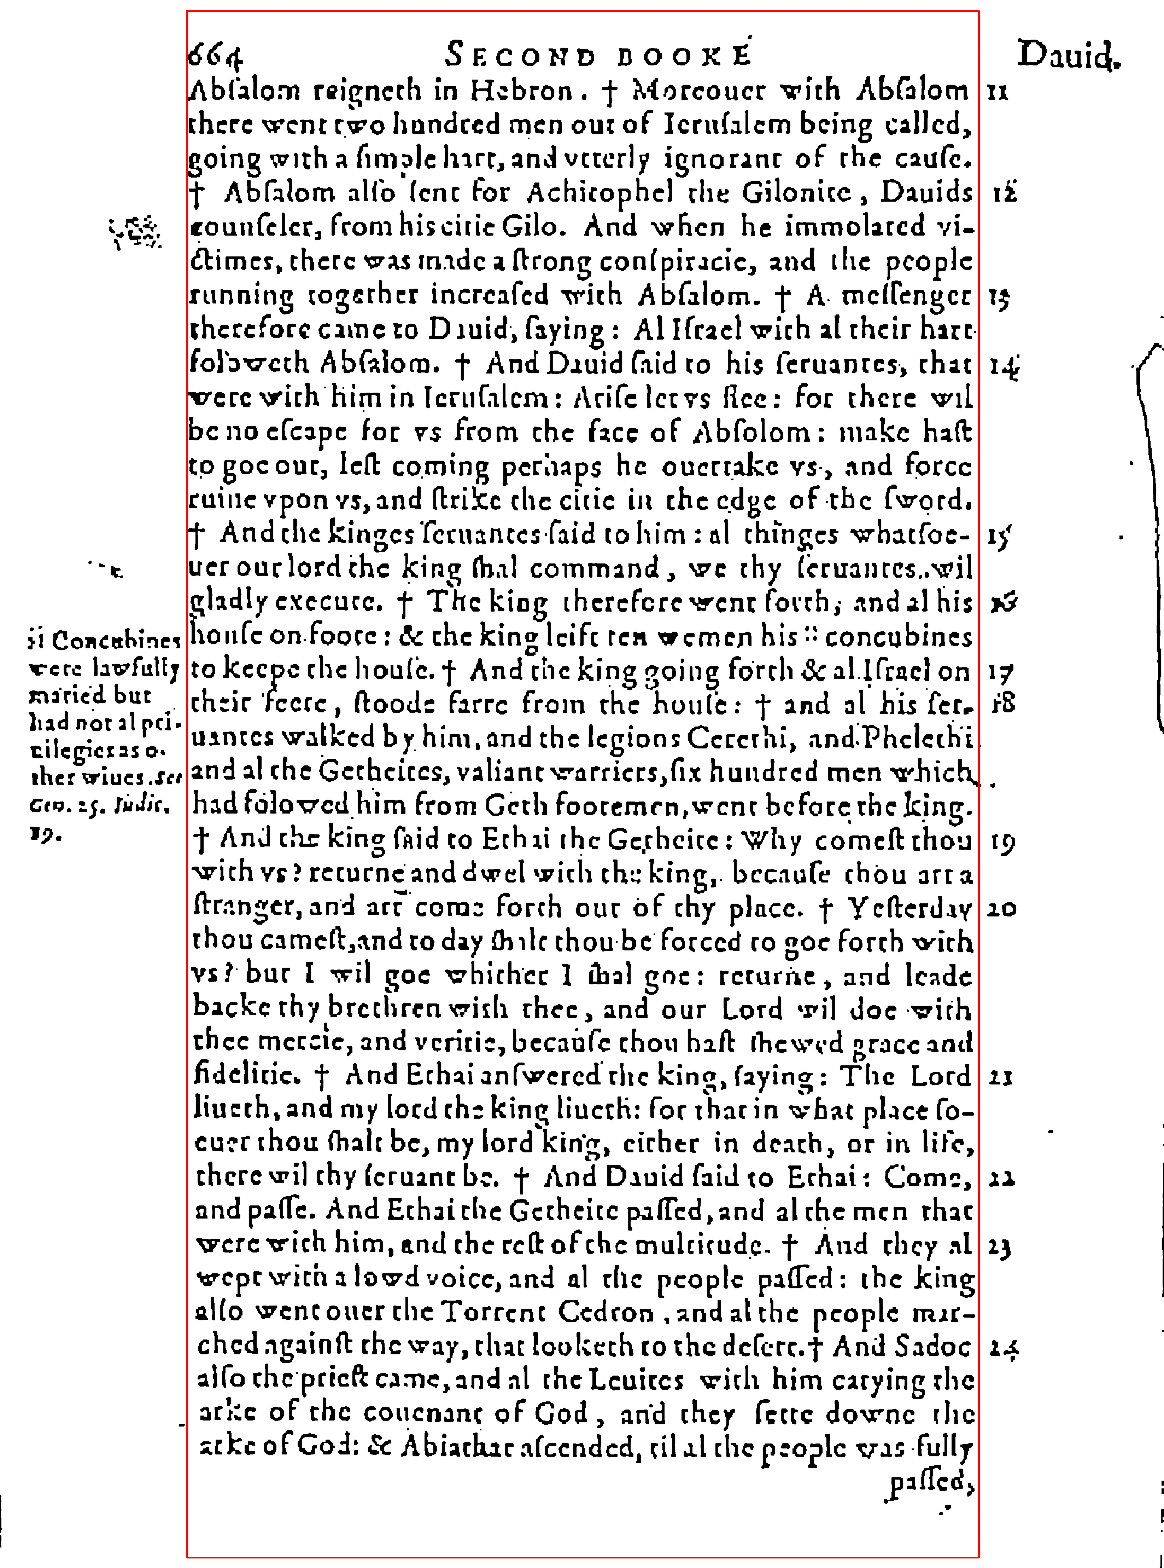 664 SECOND BOOKE Dauid.
Abſalom reigneth in Hebron. † Moreouer with Abſalom 11
there went two hundred men out of Ieruſalem being called,
going with a ſimple hart, and vtterly ignorant of the cauſe.
† Abſalom alſo ſent for Achitophel the Gilonite, Dauids 12
counſeler, from his citie Gilo. And when he immolated vi-
ctimes, there was made a ſtrong conſpiracie, and the people
running together increaſed with Abſalom. † A meſſenger 13
therefore came to Dauid, ſaying: Al Iſrael with al their hart
foloweth Abſalom. † And Dauid ſaid to his ſeruantes, that 14
were with him in Ieruſalem: Ariſe let vs flee: for there wil
be no eſcape for vs from the face of Abſolom: make haſt
to goe out, leſt coming perhaps he ouertake vs, and force
ruine vpon vs, and ſtrike the citie in the edge of the ſword.
† And the kinges ſeruantes ſaid to him: al thinges whatſoe- 15
uer our lord the king ſhal command, we thy ſeruantes wil
gladly execute. † The king therefore went forth, and al his 16
houſe on foote: & the king leift ten wemen his :: concubines
to keepe the houſe. † And the king going forth & al Iſrael on 17
their feete, ſtoode farre from the houſe: † and al his ſer- 18
uantes walked by him, and the legions Cerethi, and Phelethi
and al the Getheites, valiant warriers, ſix hundred men which
had folowed him from Geth footemen, went before the king.
† And the king ſaid to Ethai the Getheite: Why comeſt thou 19
with vs? returne and dwel with the king, becauſe thou art a
ſtranger, and art come forth out of thy place. † Yeſterday 20
thou cameſt, and to day ſhalt thou be forced to goe forth with
vs? but I wil goe whither I ſhal goe: returne, and leade
backe thy brethren with thee, and our Lord wil doe with
thee mercie, and veritie, becauſe thou haſt ſhewed grace and
fidelitie. † And Ethai anſwered the king, ſaying: The Lord 21
liueth, and my lord the king liueth: for that in what place ſo-
euer thou ſhalt be, my lord king, either in death, or in life,
there wil thy ſeruant be. † And Dauid ſaid to Ethai: Come, 22
and paſſe. And Ethai the Getheite paſſed, and al the men that
were with him, and the reſt of the multitude. † And they al 23
wept with a lowd voice, and al the people paſſed: the king
alſo went ouer the Torrent Cedron, and al the people mar-
ched againſt the way, that looketh to the deſert. † And Sadoc 24
alſo the prieſt came, and al the Leuites with him carying the
arke of the couenant of God, and they ſette downe the
arke of God: & Abiathar aſcended, til al the people was fully
paſſed,
:: Concubines
were lawfully
maried but
had not al pri-
uilegies as o-
ther wiues. See
Gen. 25. Iudic.
19.